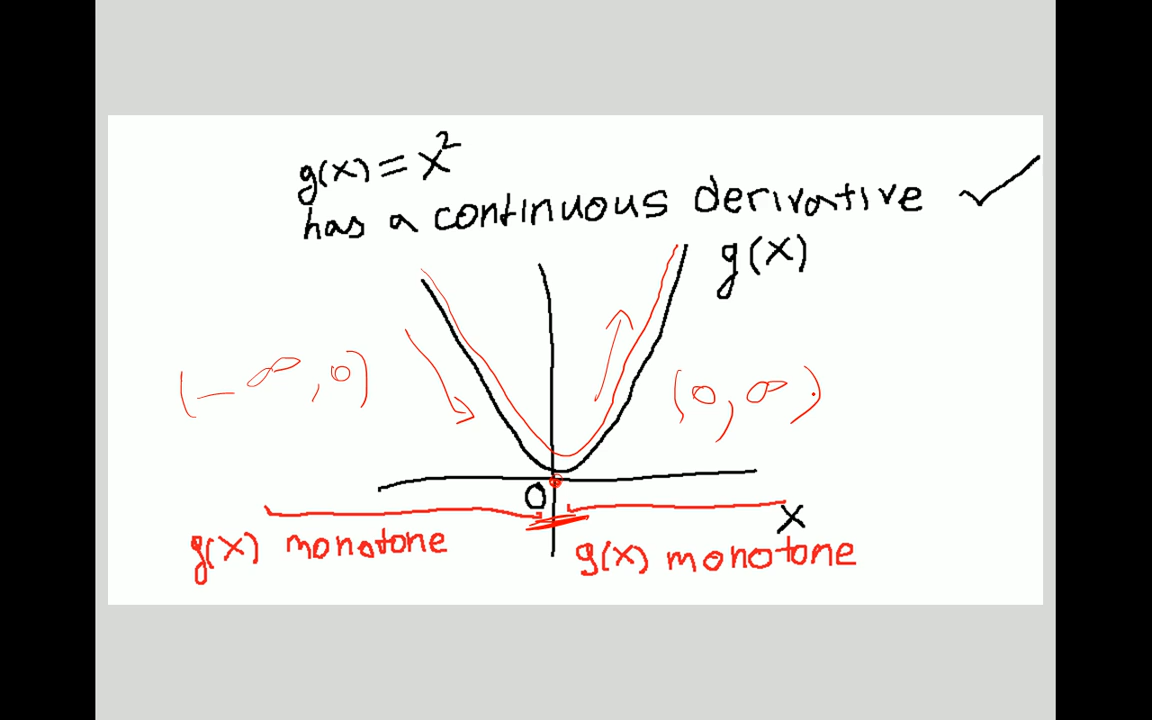 g(x) = x²
has a continuous derivative ✓
g(x)
(-∞, 0)
(0, ∞)
0
x
g(x) monotone
g(x) monotone